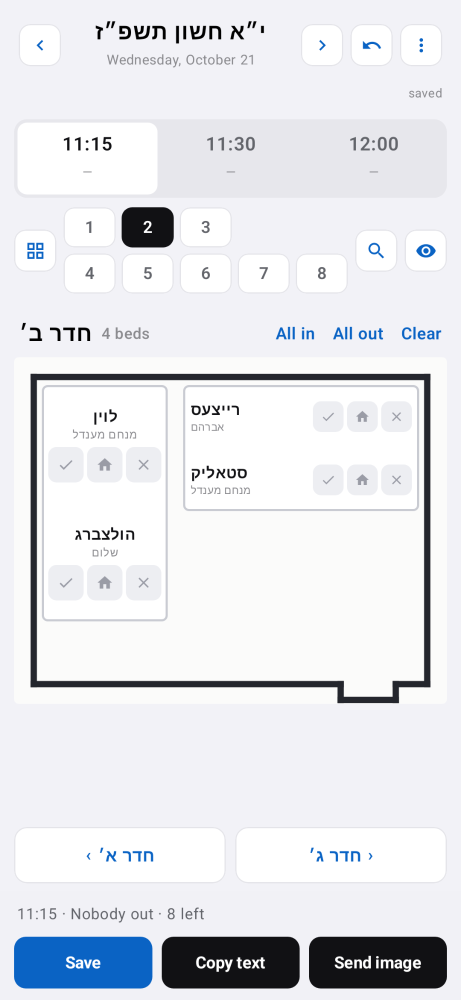 י״א חשון תשפ״ז
Wednesday, October 21
saved
11:15 11:30 12:00
– – –
1 2 3
4 5 6 7 8
חדר ב׳ 4 beds All in All out Clear
לוין
מנחם מענדל
הולצברג
שלום
רייצעס
אברהם
סטאליק
מנחם מענדל
‹ חדר א׳ חדר ג׳ ›
11:15 · Nobody out · 8 left
Save Copy text Send image